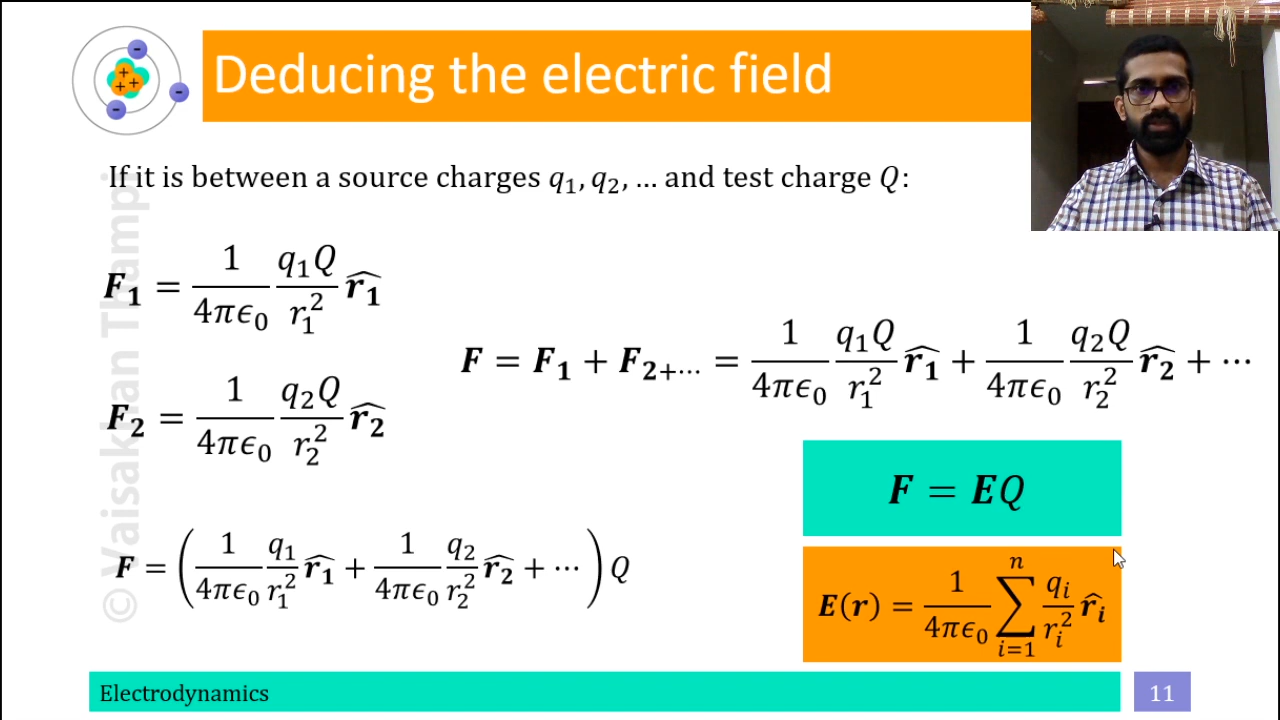 Deducing the electric field
If it is between a source charges q₁, q₂, … and test charge Q:
F₁ = 1/(4πϵ₀) q₁Q/r₁² r̂₁
F = F₁ + F₂₊… = 1/(4πϵ₀) q₁Q/r₁² r̂₁ + 1/(4πϵ₀) q₂Q/r₂² r̂₂ + ⋯
F₂ = 1/(4πϵ₀) q₂Q/r₂² r̂₂
F = EQ
F = (1/(4πϵ₀) q₁/r₁² r̂₁ + 1/(4πϵ₀) q₂/r₂² r̂₂ + ⋯) Q
E(r) = 1/(4πϵ₀) ∑ᵢ₌₁ⁿ qᵢ/rᵢ² r̂ᵢ
© Vaisakhan Thampi
Electrodynamics
11